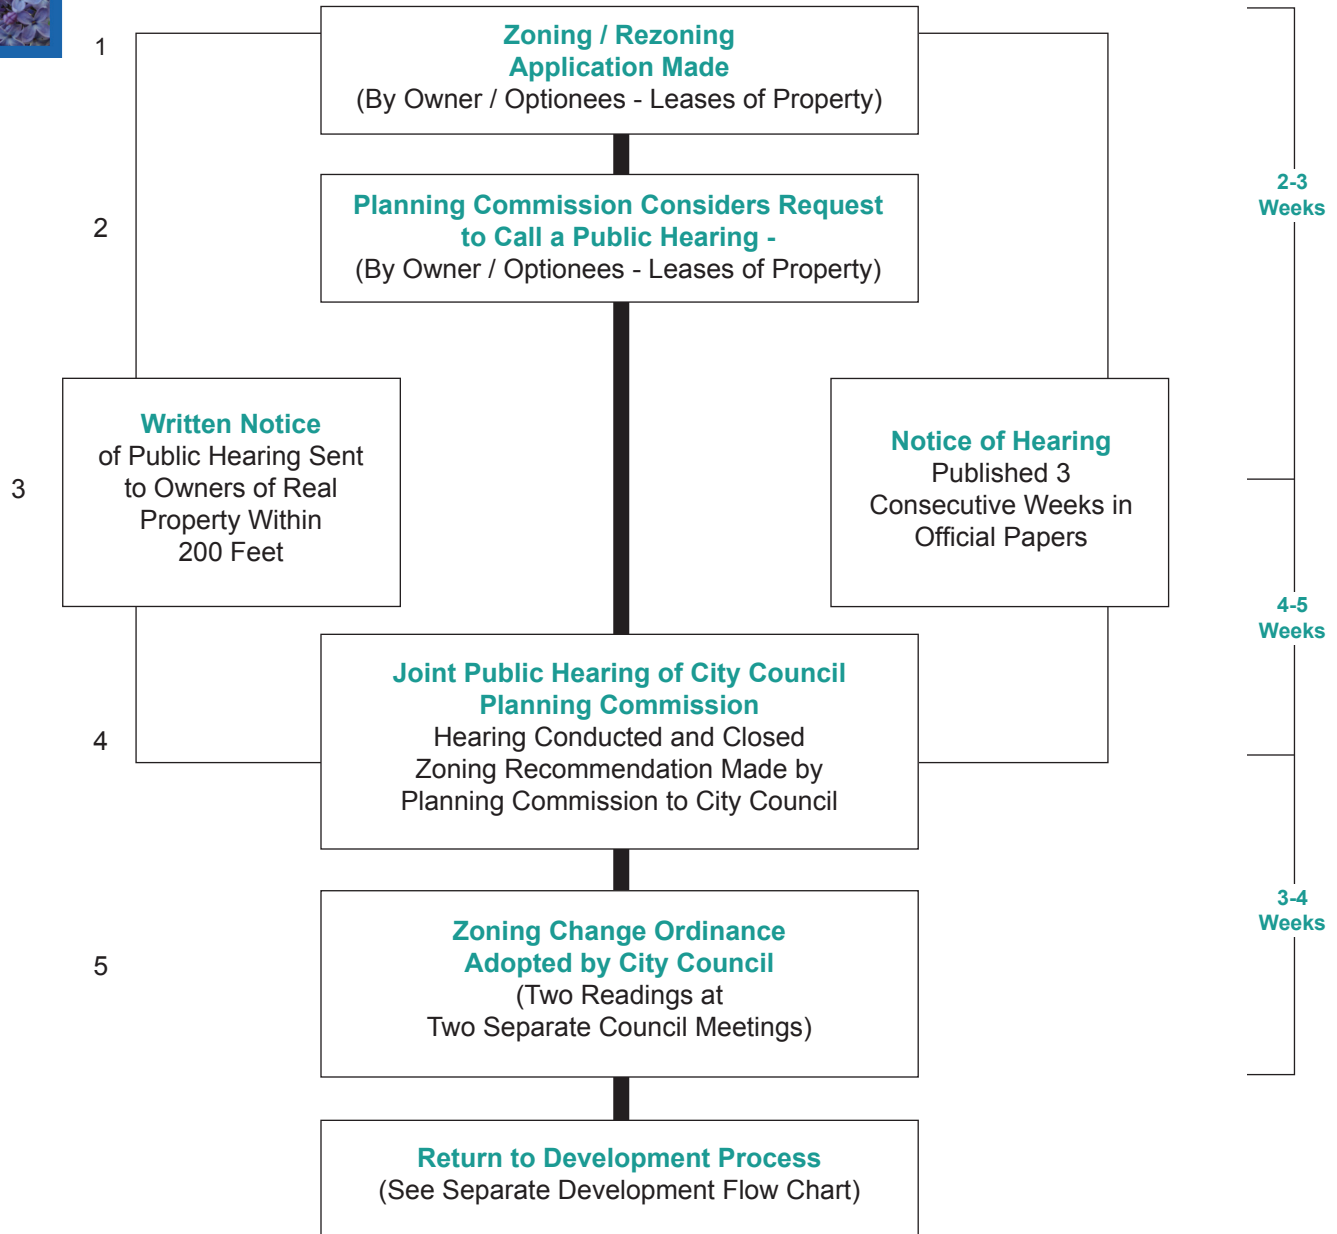 1
Zoning / Rezoning
Application Made
(By Owner / Optionees - Leases of Property)
2
Planning Commission Considers Request
to Call a Public Hearing -
(By Owner / Optionees - Leases of Property)
2-3
Weeks
3
Written Notice
of Public Hearing Sent
to Owners of Real
Property Within
200 Feet
Notice of Hearing
Published 3
Consecutive Weeks in
Official Papers
4-5
Weeks
4
Joint Public Hearing of City Council
Planning Commission
Hearing Conducted and Closed
Zoning Recommendation Made by
Planning Commission to City Council
3-4
Weeks
5
Zoning Change Ordinance
Adopted by City Council
(Two Readings at
Two Separate Council Meetings)
Return to Development Process
(See Separate Development Flow Chart)